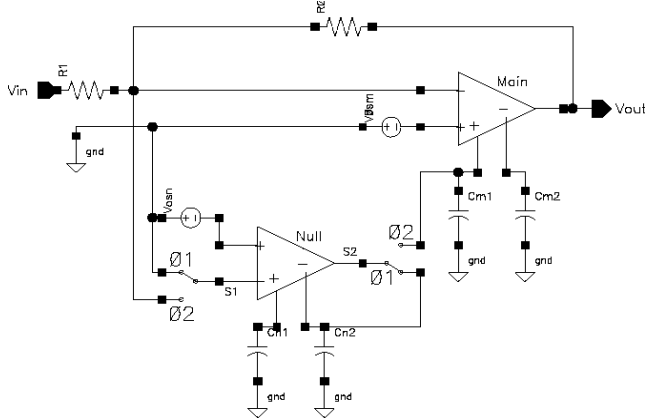 R2
R1
Vin
Main
Vosm
Vout
gnd
Vosn
Cm1
Cm2
Null
S2
Ø2
Ø1
S1
Ø1
Ø2
gnd
gnd
Cn1
Cn2
gnd
gnd